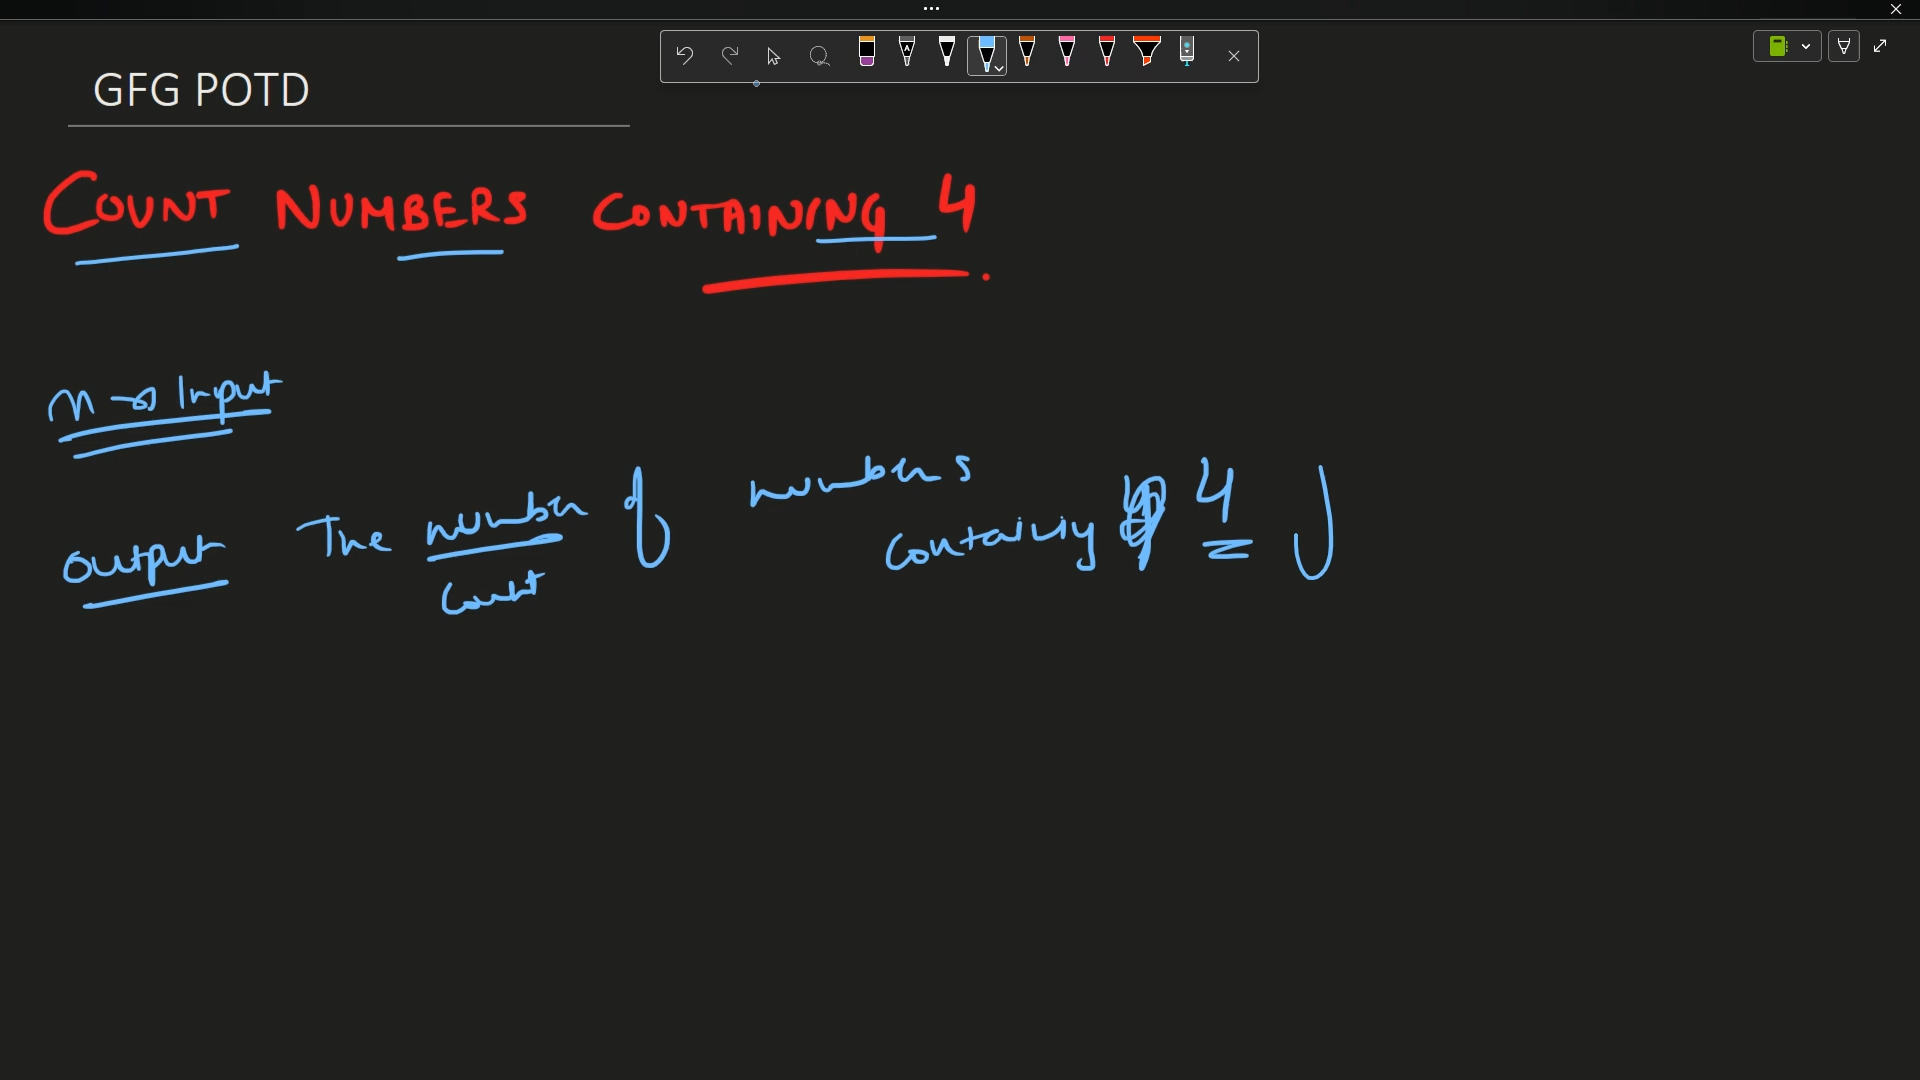 GFG POTD
COUNT NUMBERS CONTAINING 4
n → Input
output The number of numbers
count containing 4